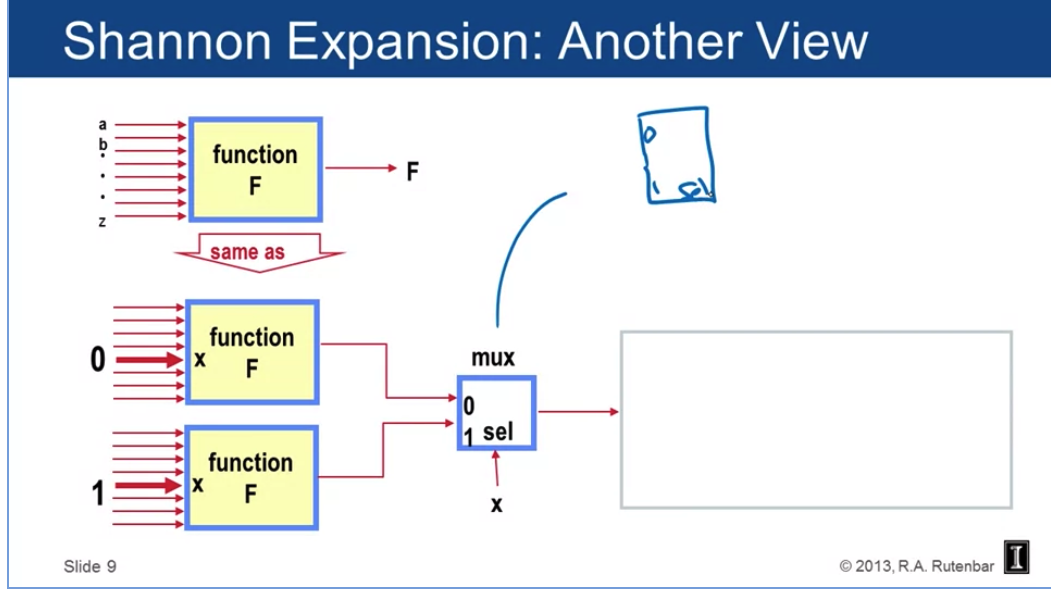 Shannon Expansion: Another View
a
b
.
.
.
z
function
F
F
same as
0
x
function
F
1
x
function
F
mux
0
1 sel
x
0
1 sel
Slide 9
© 2013, R.A. Rutenbar
I